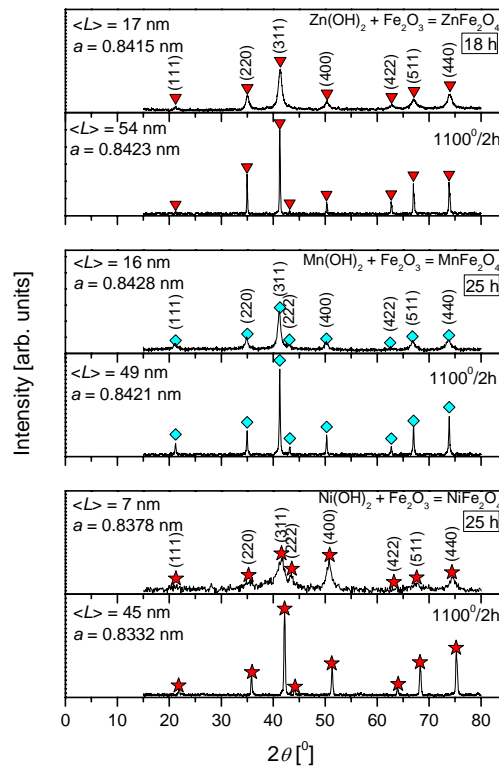 <L> = 17 nm
a = 0.8415 nm
Zn(OH)2 + Fe2O3 = ZnFe2O4
18 h
(111)
(220)
(311)
(400)
(422)
(511)
(440)
<L> = 54 nm
a = 0.8423 nm
1100⁰/2h
<L> = 16 nm
a = 0.8428 nm
Mn(OH)2 + Fe2O3 = MnFe2O4
25 h
(111)
(220)
(311)
(222)
(400)
(422)
(511)
(440)
<L> = 49 nm
a = 0.8421 nm
1100⁰/2h
<L> = 7 nm
a = 0.8378 nm
Ni(OH)2 + Fe2O3 = NiFe2O4
25 h
(111)
(220)
(311)
(222)
(400)
(422)
(511)
(440)
<L> = 45 nm
a = 0.8332 nm
1100⁰/2h
0 10 20 30 40 50 60 70 80
2θ [⁰]
Intensity [arb. units]